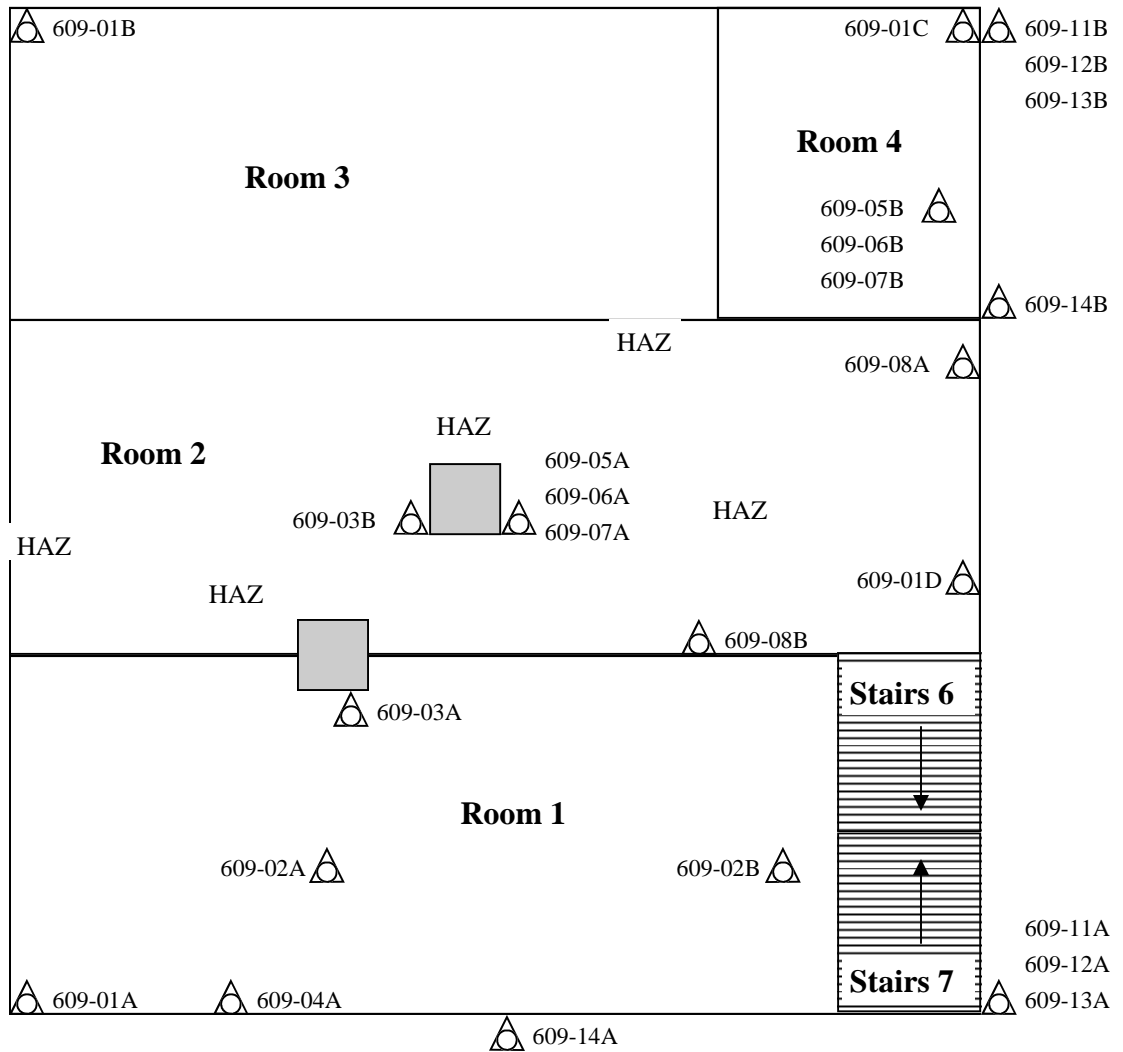 609-01B
609-01C
609-11B
609-12B
609-13B
Room 4
Room 3
609-05B
609-06B
609-07B
609-14B
HAZ
609-08A
HAZ
Room 2
609-05A
609-06A
609-07A
609-03B
HAZ
HAZ
609-01D
HAZ
609-08B
Stairs 6
609-03A
Room 1
609-02A
609-02B
609-11A
609-12A
609-13A
Stairs 7
609-01A
609-04A
609-14A